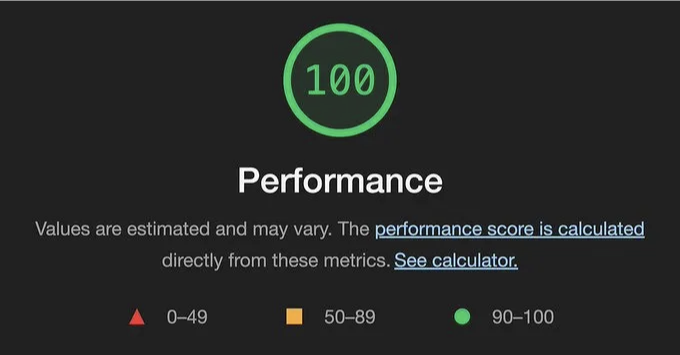 100
Performance
Values are estimated and may vary. The performance score is calculated
directly from these metrics. See calculator.
0–49 50–89 90–100